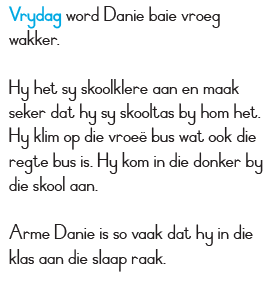 Vrydag word Danie baie vroeg
wakker.
Hy het sy skoolklere aan en maak
seker dat hy sy skooltas by hom het.
Hy klim op die vroeë bus wat ook die
regte bus is. Hy kom in die donker by
die skool aan.
Arme Danie is so vaak dat hy in die
klas aan die slaap raak.